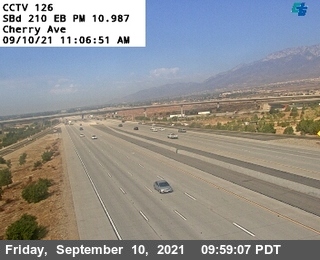 CCTV 126
SBd 210 EB PM 10.987
Cherry Ave
09/10/21 11:06:51 AM
Friday, September 10, 2021 09:59:07 PDT